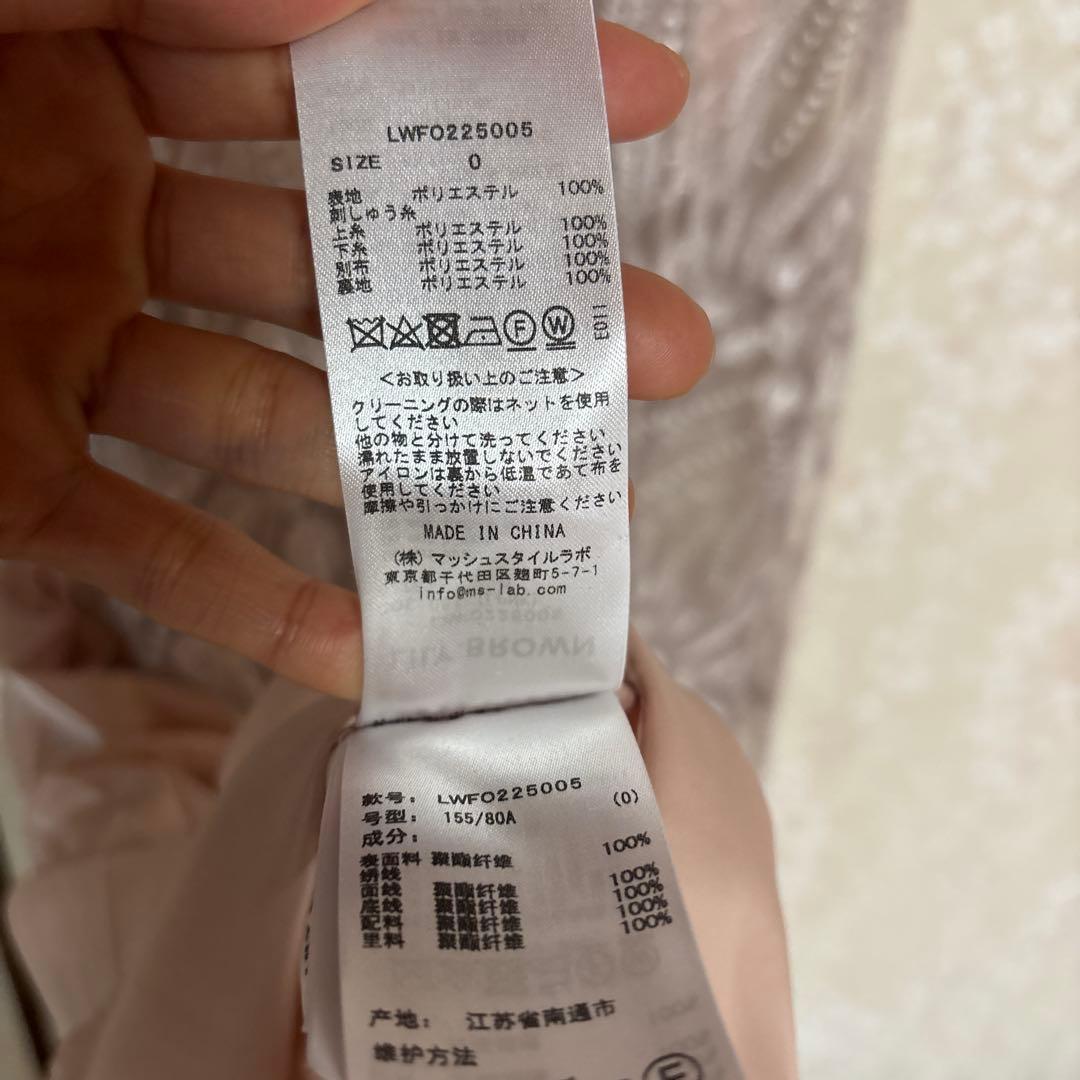 LWFO225005
SIZE 0
表地 ポリエステル 100%
刺しゅう糸
上糸 ポリエステル 100%
下糸 ポリエステル 100%
別布 ポリエステル 100%
裏地 ポリエステル 100%
F W
E011
<お取り扱い上のご注意>
クリーニングの際はネットを使用
してください
他の物と分けて洗ってください
濡れたまま放置しないでください
アイロンは裏から低温であて布を
使用してください
摩擦や引っかけにご注意ください
MADE IN CHINA
(株)マッシュスタイルラボ
東京都千代田区麹町5-7-1
info@ms-lab.com
LWFO225005
LILY BROWN
款号: LWFO225005 (0)
号型: 155/80A
成分:
表面料 聚酯纤维 100%
绣线
面线 聚酯纤维 100%
底线 聚酯纤维 100%
配料 聚酯纤维 100%
里料 聚酯纤维 100%
产地: 江苏省南通市
维护方法